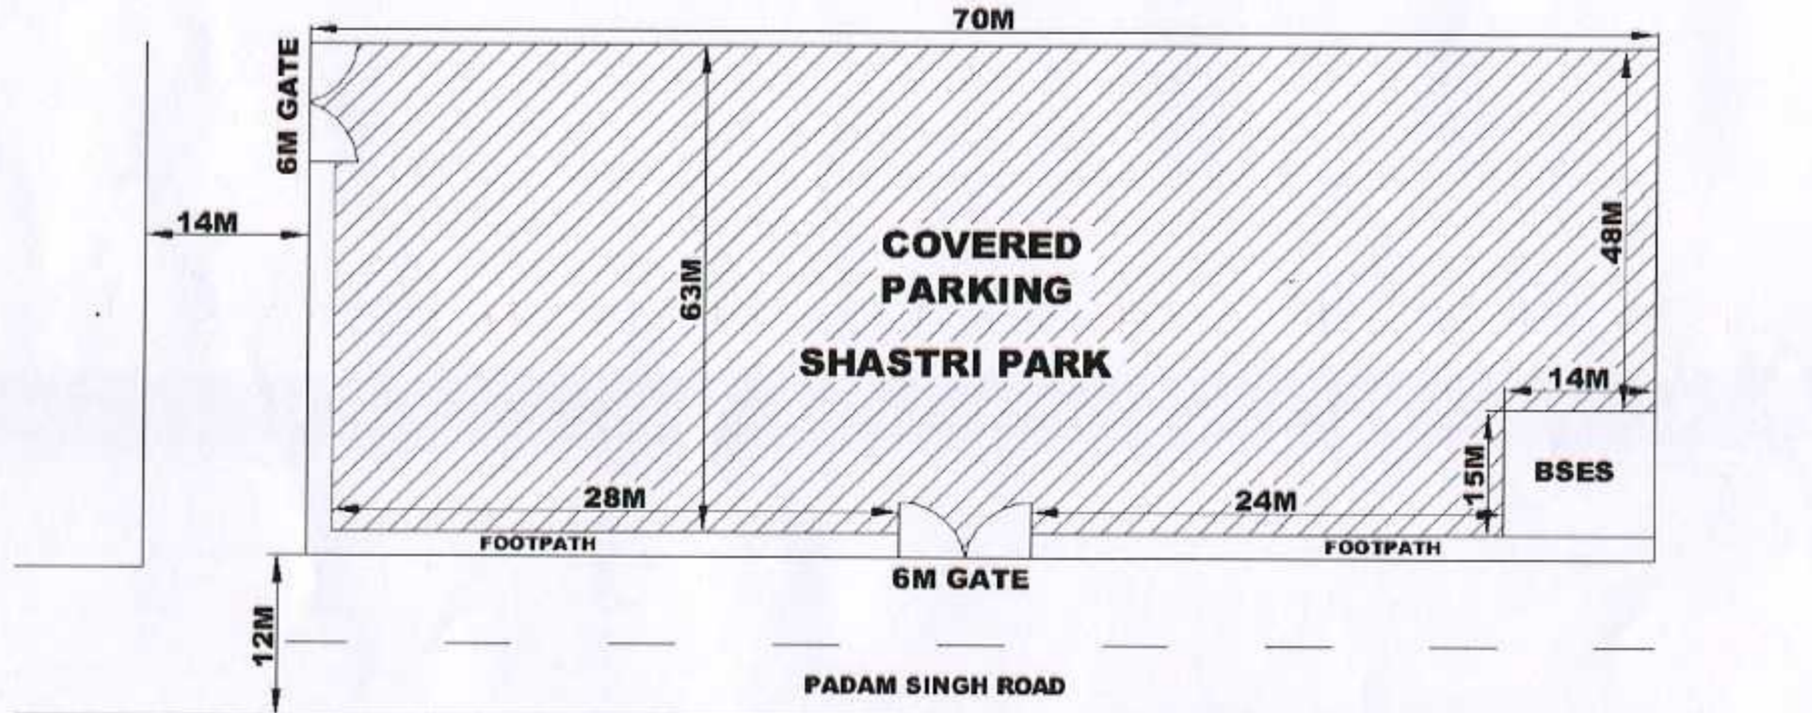 70M
6M GATE
14M
63M
COVERED
PARKING
SHASTRI PARK
48M
14M
15M
BSES
28M
24M
FOOTPATH
FOOTPATH
6M GATE
12M
PADAM SINGH ROAD